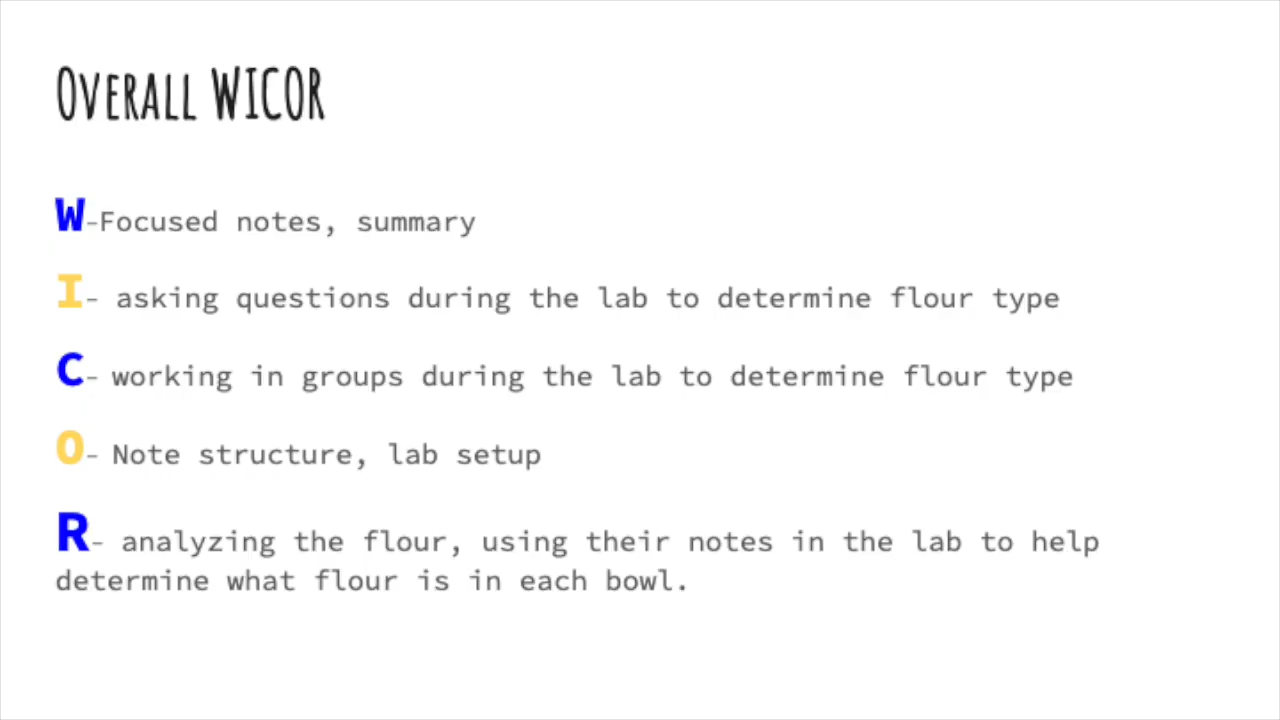 Overall WICOR
W-Focused notes, summary
I- asking questions during the lab to determine flour type
C- working in groups during the lab to determine flour type
O- Note structure, lab setup
R- analyzing the flour, using their notes in the lab to help
determine what flour is in each bowl.